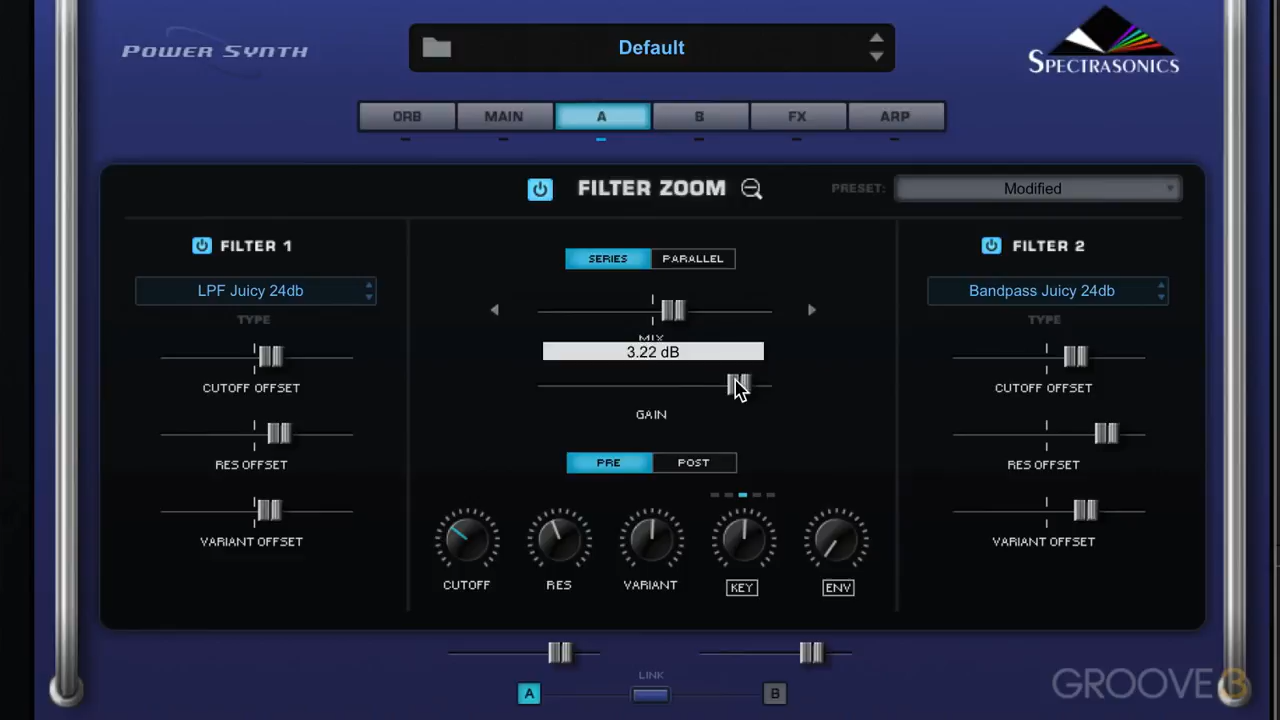 POWER SYNTH
Default
SPECTRASONICS
ORB MAIN A B FX ARP
FILTER ZOOM
PRESET: Modified
FILTER 1
FILTER 2
SERIES PARALLEL
LPF Juicy 24db
Bandpass Juicy 24db
TYPE
TYPE
MIX
3.22 dB
CUTOFF OFFSET
CUTOFF OFFSET
GAIN
RES OFFSET
RES OFFSET
PRE POST
VARIANT OFFSET
VARIANT OFFSET
CUTOFF RES VARIANT KEY ENV
LINK
A B
GROOVE3